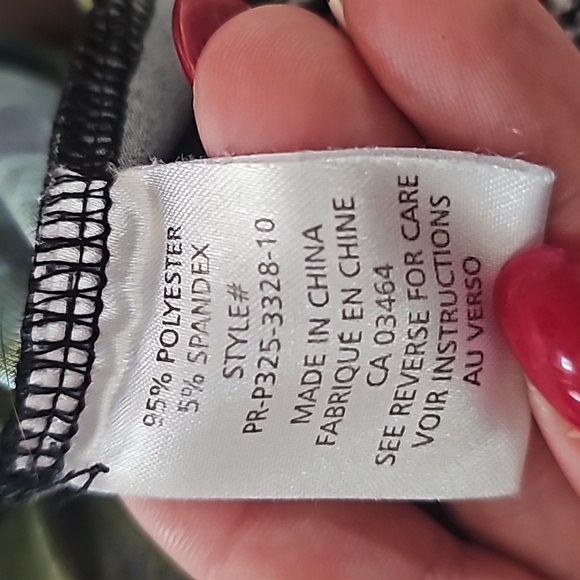 95% POLYESTER
5% SPANDEX
STYLE#
PR-P325-3328-10
MADE IN CHINA
FABRIQUE EN CHINE
CA 03464
SEE REVERSE FOR CARE
VOIR INSTRUCTIONS
AU VERSO